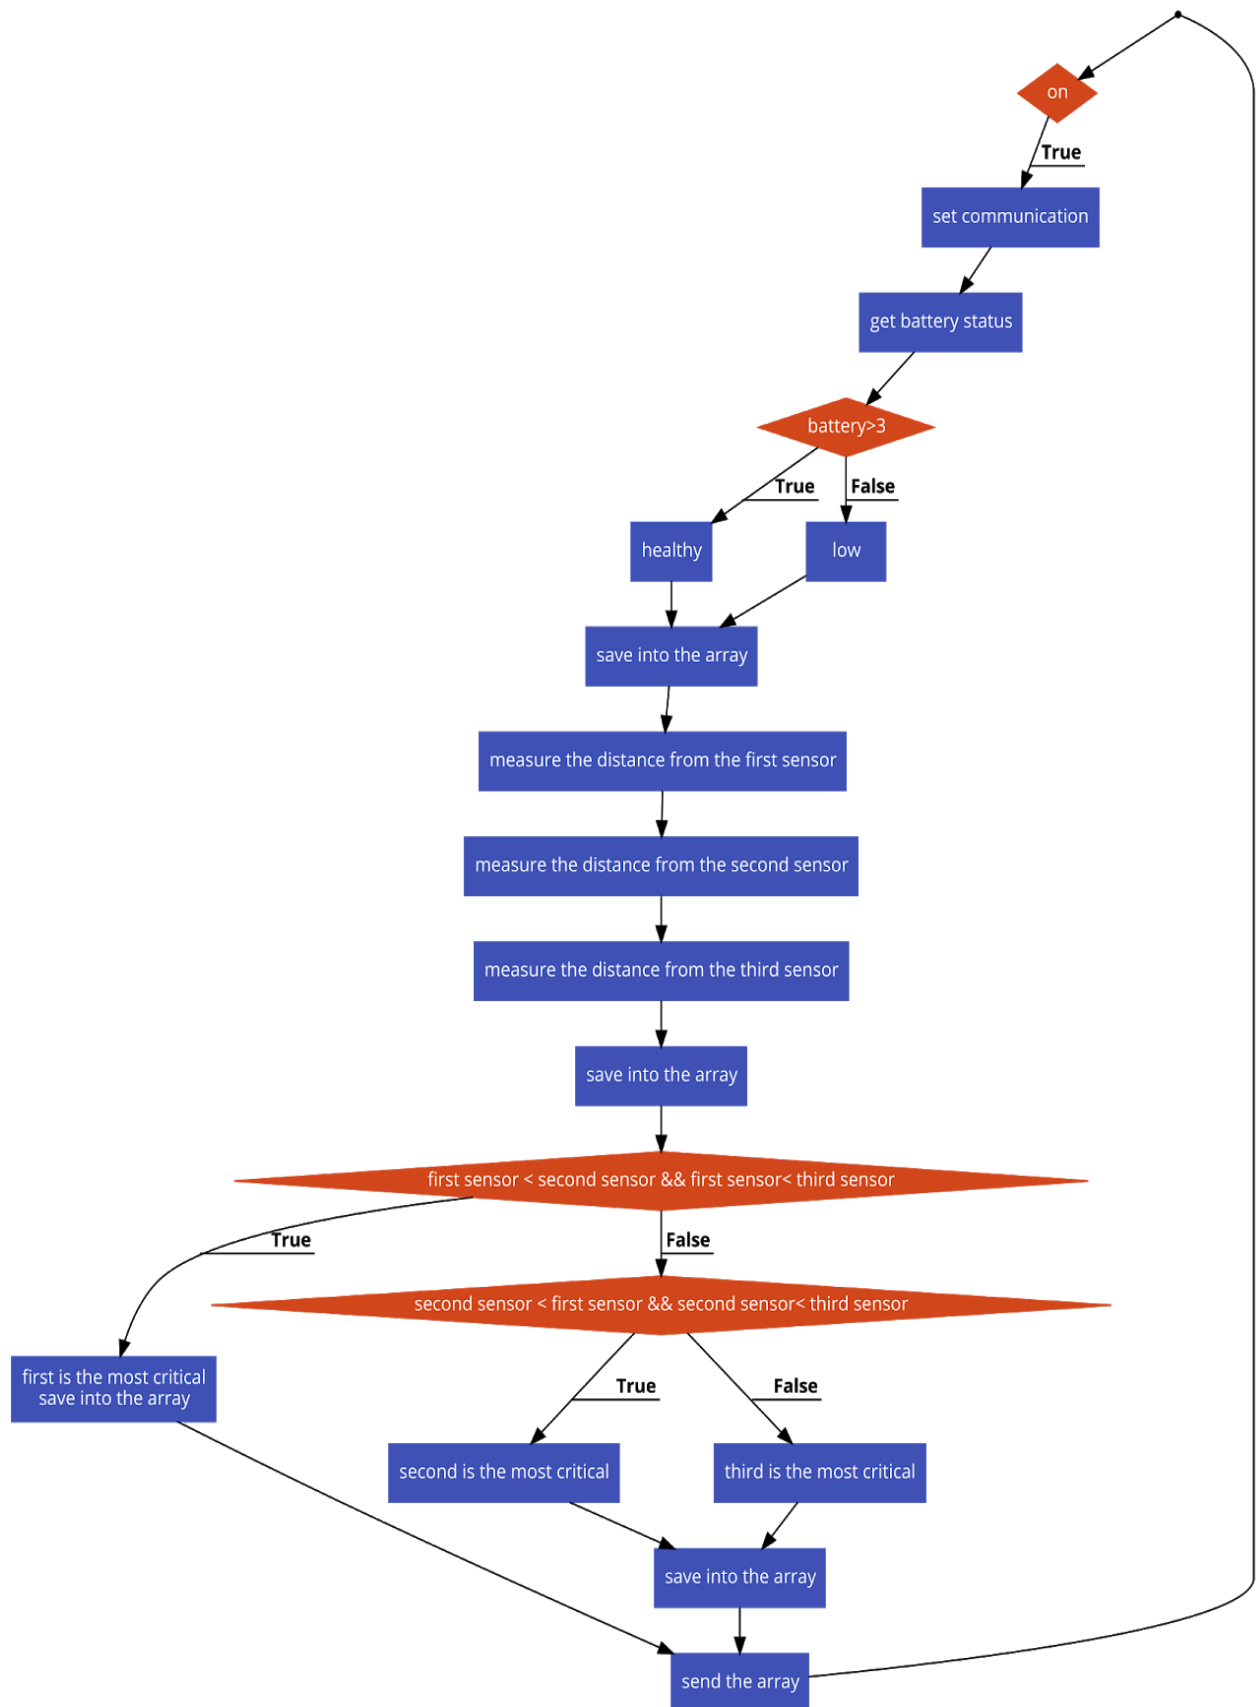 on
True
set communication
get battery status
battery>3
True
False
healthy
low
save into the array
measure the distance from the first sensor
measure the distance from the second sensor
measure the distance from the third sensor
save into the array
first sensor < second sensor && first sensor< third sensor
True
False
second sensor < first sensor && second sensor< third sensor
first is the most critical
save into the array
True
False
second is the most critical
third is the most critical
save into the array
send the array